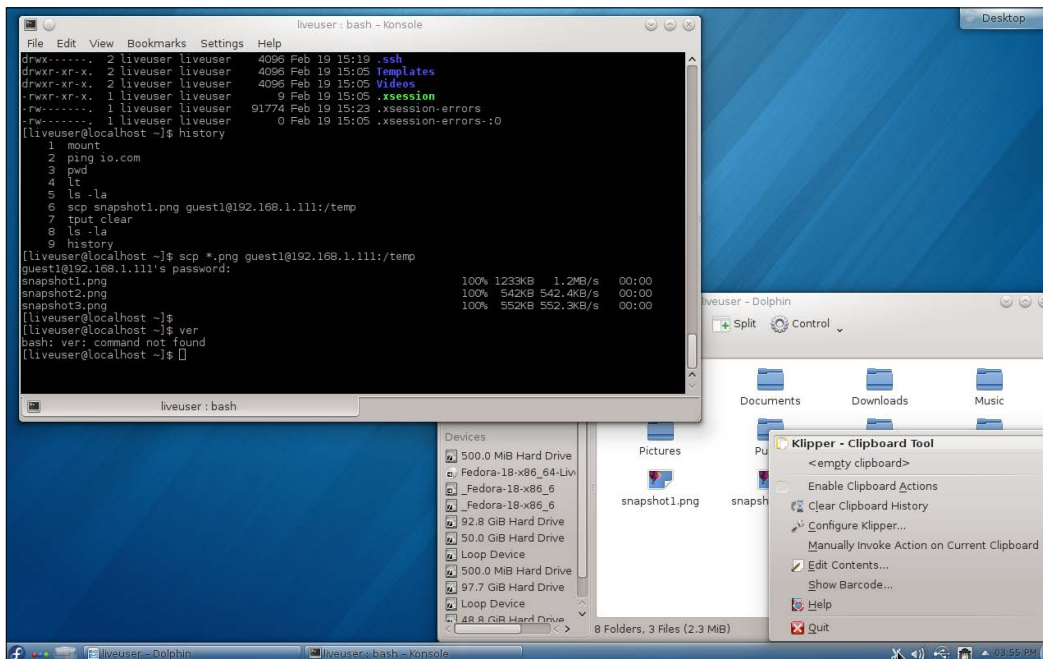 Desktop
liveuser : bash – Konsole
File Edit View Bookmarks Settings Help
drwx------. 2 liveuser liveuser 4096 Feb 19 15:19 .ssh
drwxr-xr-x. 2 liveuser liveuser 4096 Feb 19 15:05 Templates
drwxr-xr-x. 2 liveuser liveuser 4096 Feb 19 15:05 Videos
-rwxr-xr-x. 1 liveuser liveuser 9 Feb 19 15:05 .xsession
-rw-------. 1 liveuser liveuser 91774 Feb 19 15:23 .xsession-errors
-rw-------. 1 liveuser liveuser 0 Feb 19 15:05 .xsession-errors-:0
[liveuser@localhost ~]$ history
1 mount
2 ping io.com
3 pwd
4 lt
5 ls -la
6 scp snapshot1.png guest1@192.168.1.111:/temp
7 tput clear
8 ls -la
9 history
[liveuser@localhost ~]$ scp *.png guest1@192.168.1.111:/temp
guest1@192.168.1.111's password:
snapshot1.png 100% 1233KB 1.2MB/s 00:00
snapshot2.png 100% 542KB 542.4KB/s 00:00
snapshot3.png 100% 552KB 552.3KB/s 00:00
[liveuser@localhost ~]$
[liveuser@localhost ~]$ ver
bash: ver: command not found
[liveuser@localhost ~]$
liveuser : bash
liveuser – Dolphin
Split Control
Documents Downloads Music
Pictures Pu
snapshot1.png snapsh
Devices
500.0 MiB Hard Drive
Fedora-18-x86_64-Live
_Fedora-18-x86_6
_Fedora-18-x86_6
92.8 GiB Hard Drive
50.0 GiB Hard Drive
Loop Device
500.0 MiB Hard Drive
97.7 GiB Hard Drive
Loop Device
48.8 GiB Hard Drive
8 Folders, 3 Files (2.3 MiB)
Klipper - Clipboard Tool
<empty clipboard>
Enable Clipboard Actions
Clear Clipboard History
Configure Klipper...
Manually Invoke Action on Current Clipboard
Edit Contents...
Show Barcode...
Help
Quit
liveuser – Dolphin
liveuser : bash – Konsole
03:55 PM